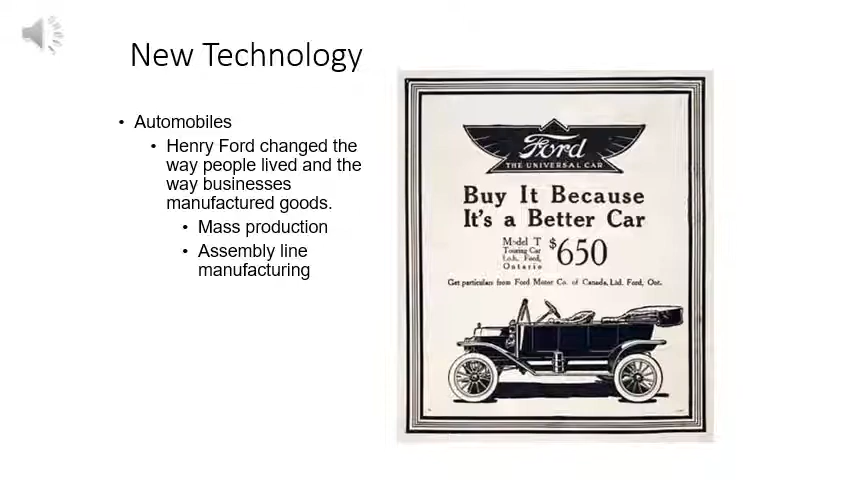 New Technology
• Automobiles
• Henry Ford changed the
way people lived and the
way businesses
manufactured goods.
• Mass production
• Assembly line
manufacturing
Ford
THE UNIVERSAL CAR
Buy It Because
It's a Better Car
Model T
Touring Car
f.o.b. Ford,
Ontario
$650
Get particulars from Ford Motor Co. of Canada, Ltd. Ford, Ont.